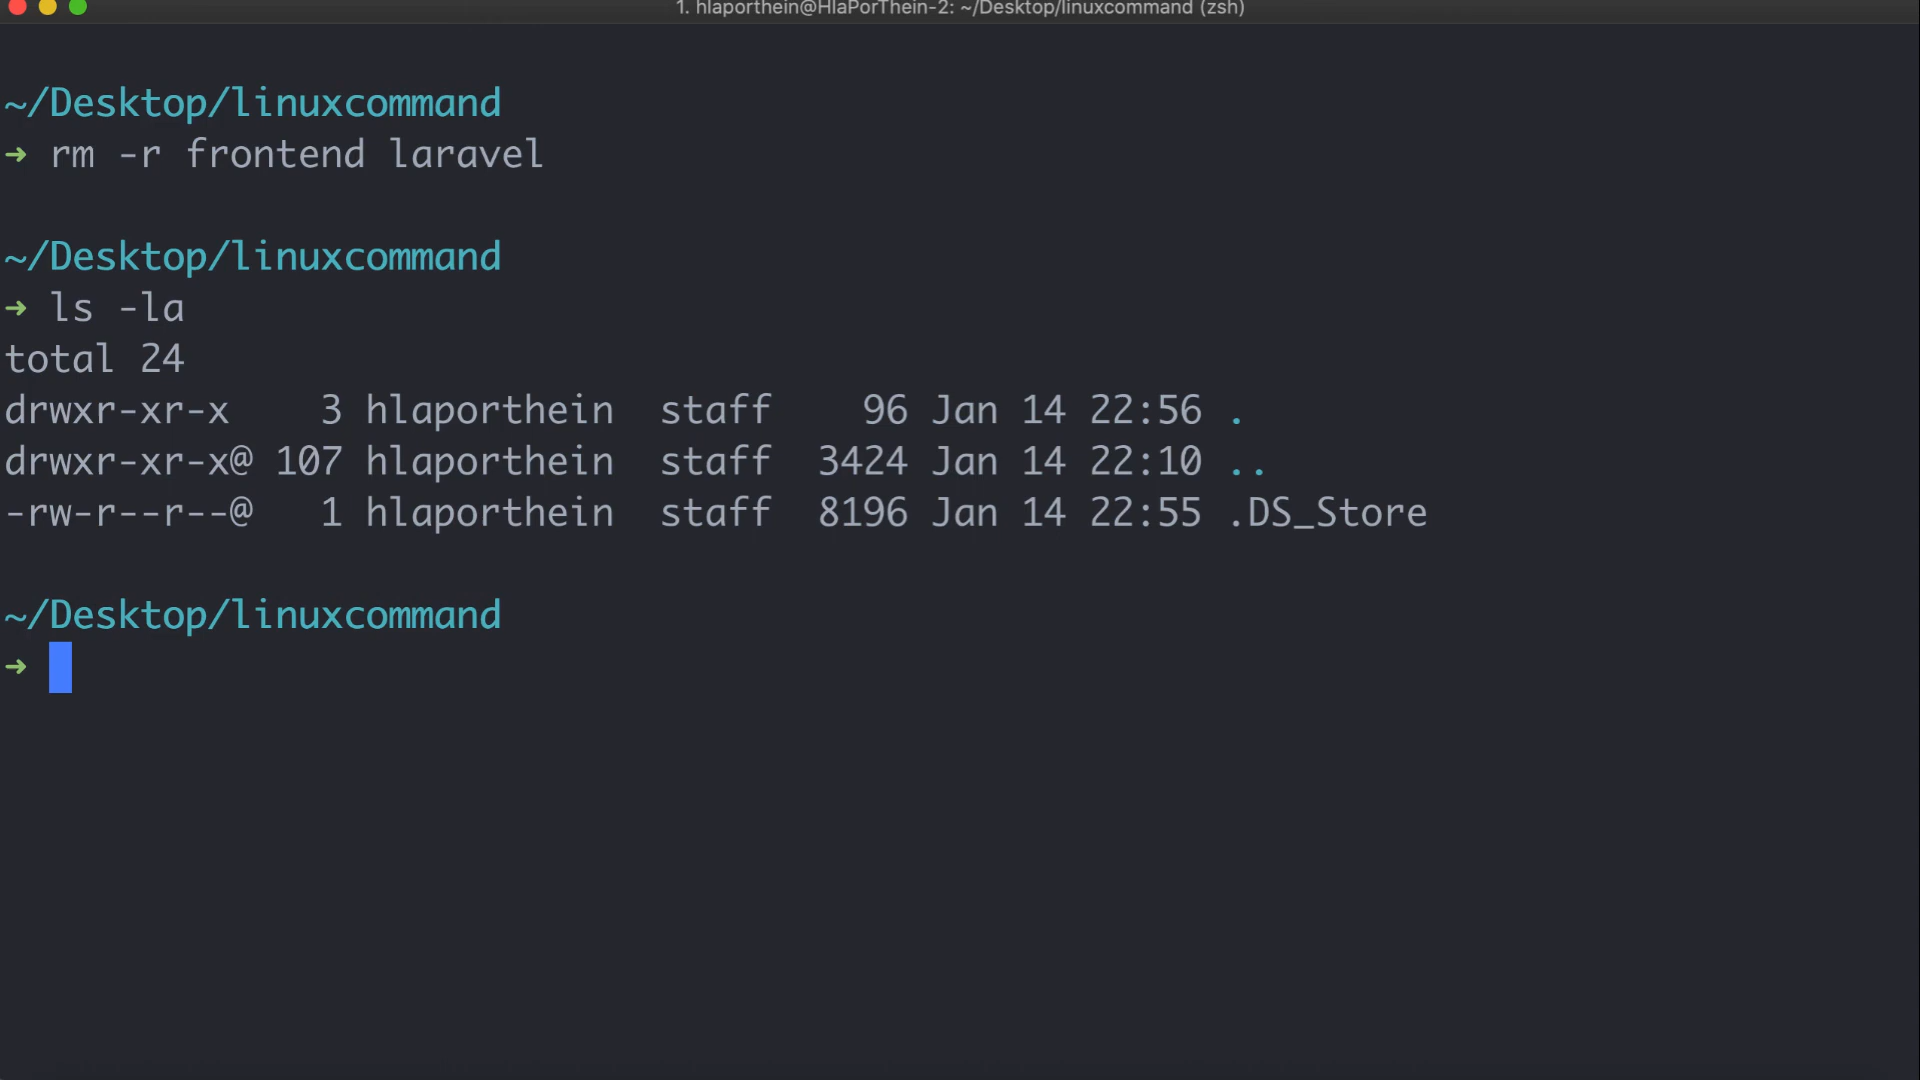 1. hlaporthein@HlaPorThein-2: ~/Desktop/linuxcommand (zsh)
~/Desktop/linuxcommand
➜ rm -r frontend laravel
~/Desktop/linuxcommand
➜ ls -la
total 24
drwxr-xr-x    3 hlaporthein  staff    96 Jan 14 22:56 .
drwxr-xr-x@ 107 hlaporthein  staff  3424 Jan 14 22:10 ..
-rw-r--r--@   1 hlaporthein  staff  8196 Jan 14 22:55 .DS_Store
~/Desktop/linuxcommand
➜